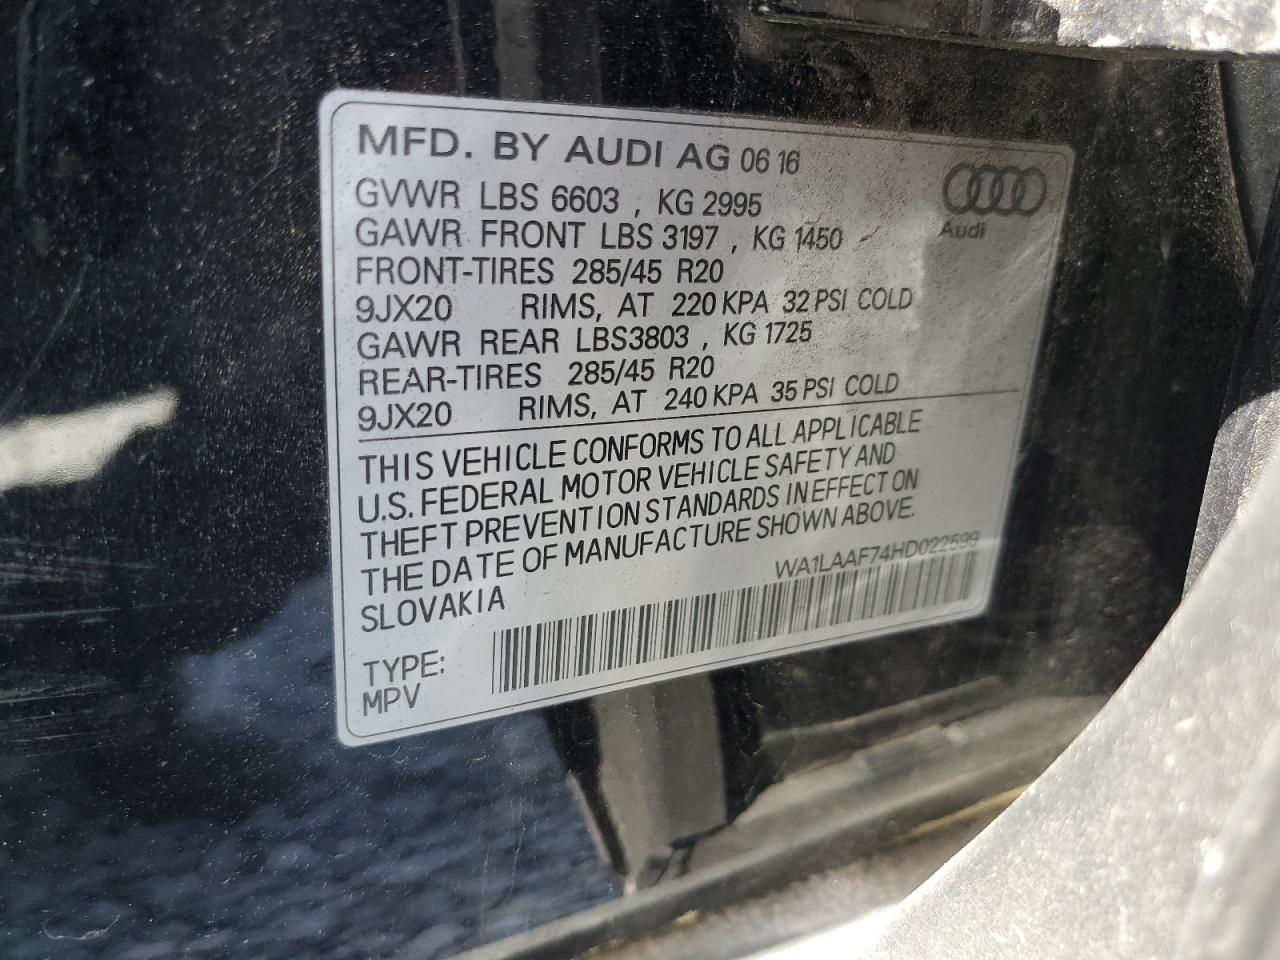 MFD. BY AUDI AG 06 16
GVWR LBS 6603 , KG 2995
GAWR FRONT LBS 3197 , KG 1450
FRONT-TIRES 285/45 R20
9JX20 RIMS, AT 220 KPA 32 PSI COLD
GAWR REAR LBS3803 , KG 1725
REAR-TIRES 285/45 R20
9JX20 RIMS, AT 240 KPA 35 PSI COLD
Audi
THIS VEHICLE CONFORMS TO ALL APPLICABLE
U.S. FEDERAL MOTOR VEHICLE SAFETY AND
THEFT PREVENTION STANDARDS IN EFFECT ON
THE DATE OF MANUFACTURE SHOWN ABOVE.
SLOVAKIA
WA1LAAF74HD022599
TYPE:
MPV